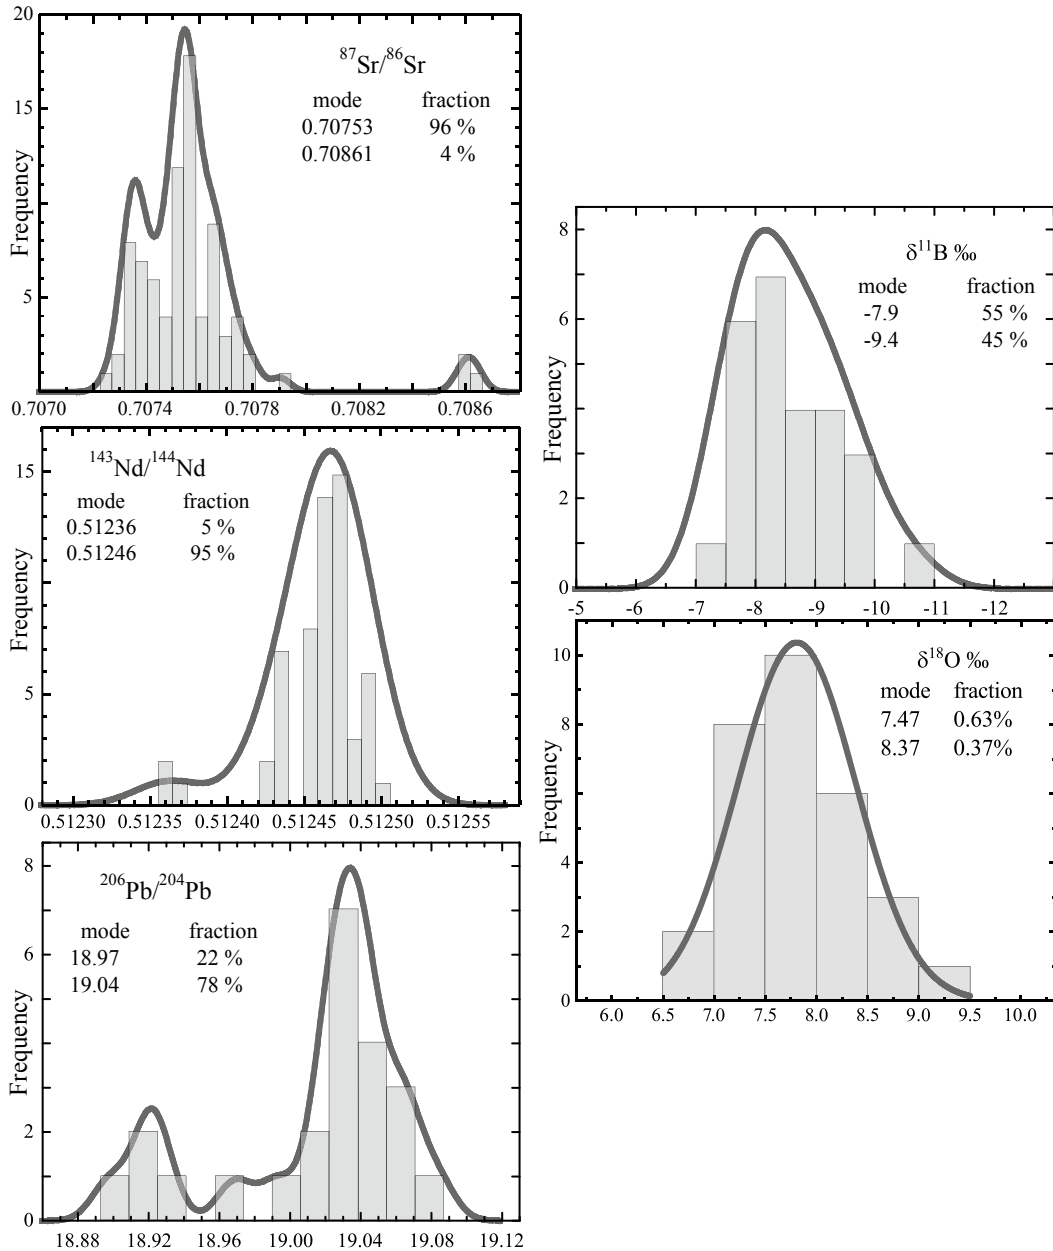 20
15
10
5
Frequency
87Sr/86Sr
mode fraction
0.70753 96 %
0.70861 4 %
0.7070 0.7074 0.7078 0.7082 0.7086
15
5
0
Frequency
143Nd/144Nd
mode fraction
0.51236 5 %
0.51246 95 %
0.51230 0.51235 0.51240 0.51245 0.51250 0.51255
8
6
2
0
Frequency
206Pb/204Pb
mode fraction
18.97 22 %
19.04 78 %
18.88 18.92 18.96 19.00 19.04 19.08 19.12
8
6
2
0
Frequency
δ11B ‰
mode fraction
-7.9 55 %
-9.4 45 %
-5 -6 -7 -8 -9 -10 -11 -12
10
8
4
2
0
Frequency
δ18O ‰
mode fraction
7.47 0.63%
8.37 0.37%
6.0 6.5 7.0 7.5 8.0 8.5 9.0 9.5 10.0